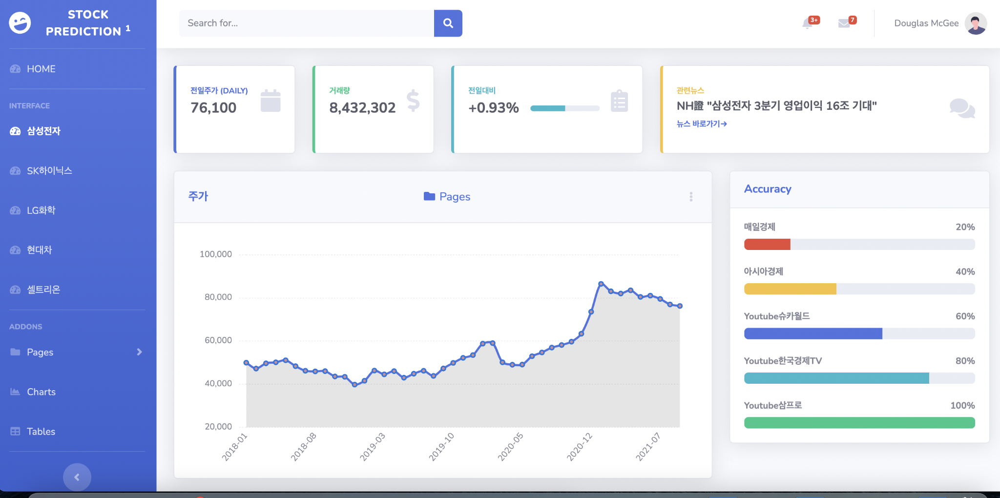 STOCK
PREDICTION 1
HOME
INTERFACE
삼성전자
SK하이닉스
LG화학
현대차
셀트리온
ADDONS
Pages
Charts
Tables
Search for...
3+
7
Douglas McGee
전일주가 (DAILY)
76,100
거래량
8,432,302
전일대비
+0.93%
관련뉴스
NH證 "삼성전자 3분기 영업이익 16조 기대"
뉴스 바로가기→
주가
Pages
100,000
80,000
60,000
40,000
20,000
2018-01
2018-08
2019-03
2019-10
2020-05
2020-12
2021-07
Accuracy
매일경제 20%
아시아경제 40%
Youtube슈카월드 60%
Youtube한국경제TV 80%
Youtube삼프로 100%